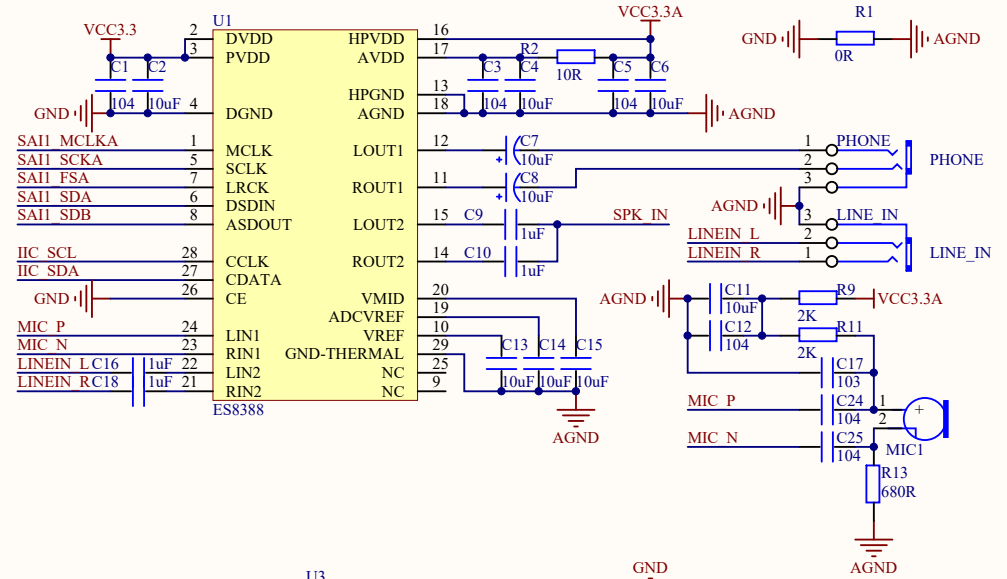 U1
VCC3.3
2 DVDD HPVDD 16
VCC3.3A
R1
3 PVDD AVDD 17
R2
10R
GND AGND
0R
C1 C2 C3 C4 C5 C6
104 10uF 104 10uF 104 10uF
HPGND 13
GND 4 DGND AGND 18 AGND
SAI1_MCLKA 1 MCLK LOUT1 12 C7 10uF + 1 PHONE
SAI1_SCKA 5 SCLK 2 PHONE
SAI1_FSA 7 LRCK ROUT1 11 C8 10uF + 3
SAI1_SDA 6 DSDIN AGND
SAI1_SDB 8 ASDOUT LOUT2 15 C9 1uF SPK_IN 3 LINE_IN
LINEIN_L 2
IIC_SCL 28 CCLK ROUT2 14 C10 1uF LINEIN_R 1 LINE_IN
IIC_SDA 27 CDATA
GND 26 CE VMID 20 AGND C11 10uF R9 2K VCC3.3A
ADCVREF 19
MIC_P 24 LIN1 VREF 10 C12 104 R11 2K
MIC_N 23 RIN1 GND-THERMAL 29 C13 C14 C15
LINEIN_L C16 1uF 22 LIN2 NC 25 C17 103
LINEIN_R C18 1uF 21 RIN2 NC 9 10uF 10uF 10uF
ES8388
MIC_P C24 104 1 +
2
AGND
MIC_N C25 104 MIC1
R13
680R
AGND
U3
GND